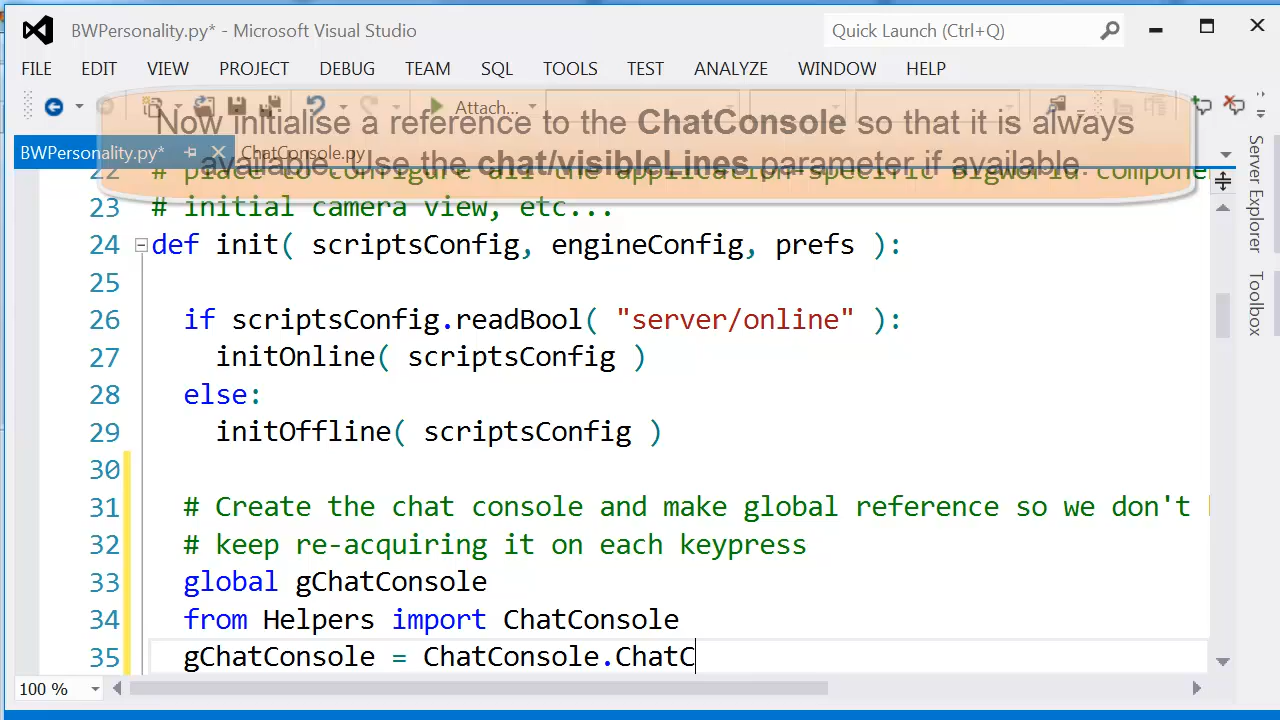 BWPersonality.py* - Microsoft Visual Studio
Quick Launch (Ctrl+Q)
FILE EDIT VIEW PROJECT DEBUG TEAM SQL TOOLS TEST ANALYZE WINDOW HELP
Attach...
Now initialise a reference to the ChatConsole so that it is always
available. Use the chat/visibleLines parameter if available.
BWPersonality.py*
ChatConsole.py
Server Explorer
Toolbox
22 # place to configure all the application-specific BigWorld
23 # initial camera view, etc...
24 def init( scriptsConfig, engineConfig, prefs ):
25
26 if scriptsConfig.readBool( "server/online" ):
27 initOnline( scriptsConfig )
28 else:
29 initOffline( scriptsConfig )
30
31 # Create the chat console and make global reference so we don't
32 # keep re-acquiring it on each keypress
33 global gChatConsole
34 from Helpers import ChatConsole
35 gChatConsole = ChatConsole.ChatC
100 %